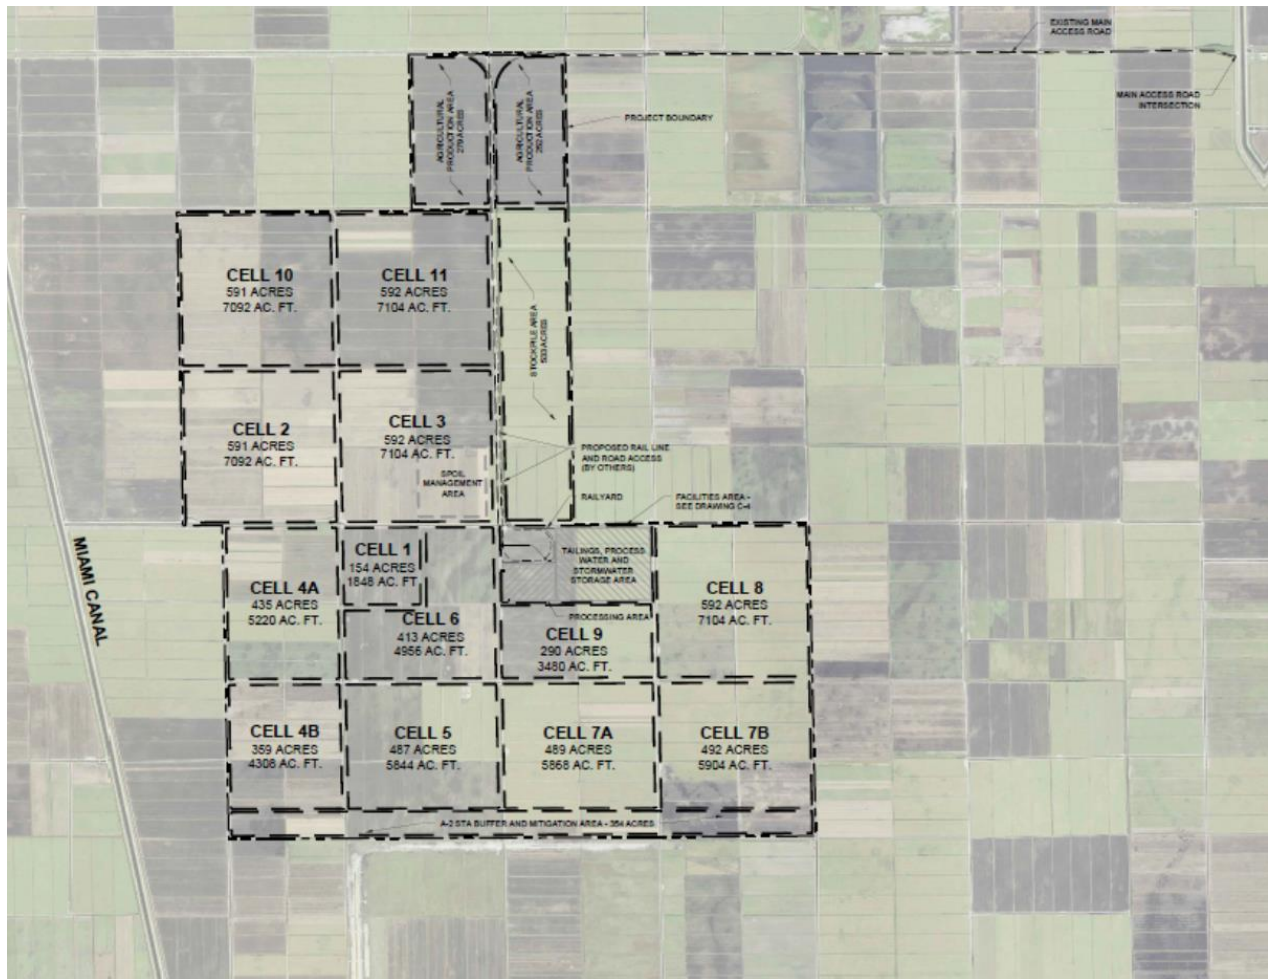 EXISTING MAIN
ACCESS ROAD
MAIN ACCESS ROAD
INTERSECTION
AGRICULTURAL
PRODUCTION AREA
279 ACRES
AGRICULTURAL
PRODUCTION AREA
252 ACRES
PROJECT BOUNDARY
CELL 10
591 ACRES
7092 AC. FT.
CELL 11
592 ACRES
7104 AC. FT.
STOCKPILE AREA
533 ACRES
CELL 2
591 ACRES
7092 AC. FT.
CELL 3
592 ACRES
7104 AC. FT.
SPOIL
MANAGEMENT
AREA
PROPOSED RAIL LINE
AND ROAD ACCESS
(BY OTHERS)
RAILYARD
FACILITIES AREA -
SEE DRAWING C-4
MIAMI CANAL
CELL 4A
435 ACRES
5220 AC. FT.
CELL 1
154 ACRES
1848 AC. FT.
CELL 6
413 ACRES
4956 AC. FT.
TAILINGS, PROCESS
WATER AND
STORMWATER
STORAGE AREA
PROCESSING AREA
CELL 9
290 ACRES
3480 AC. FT.
CELL 8
592 ACRES
7104 AC. FT.
CELL 4B
359 ACRES
4308 AC. FT.
CELL 5
487 ACRES
5844 AC. FT.
CELL 7A
489 ACRES
5868 AC. FT.
CELL 7B
492 ACRES
5904 AC. FT.
A-2 STA BUFFER AND MITIGATION AREA - 354 ACRES